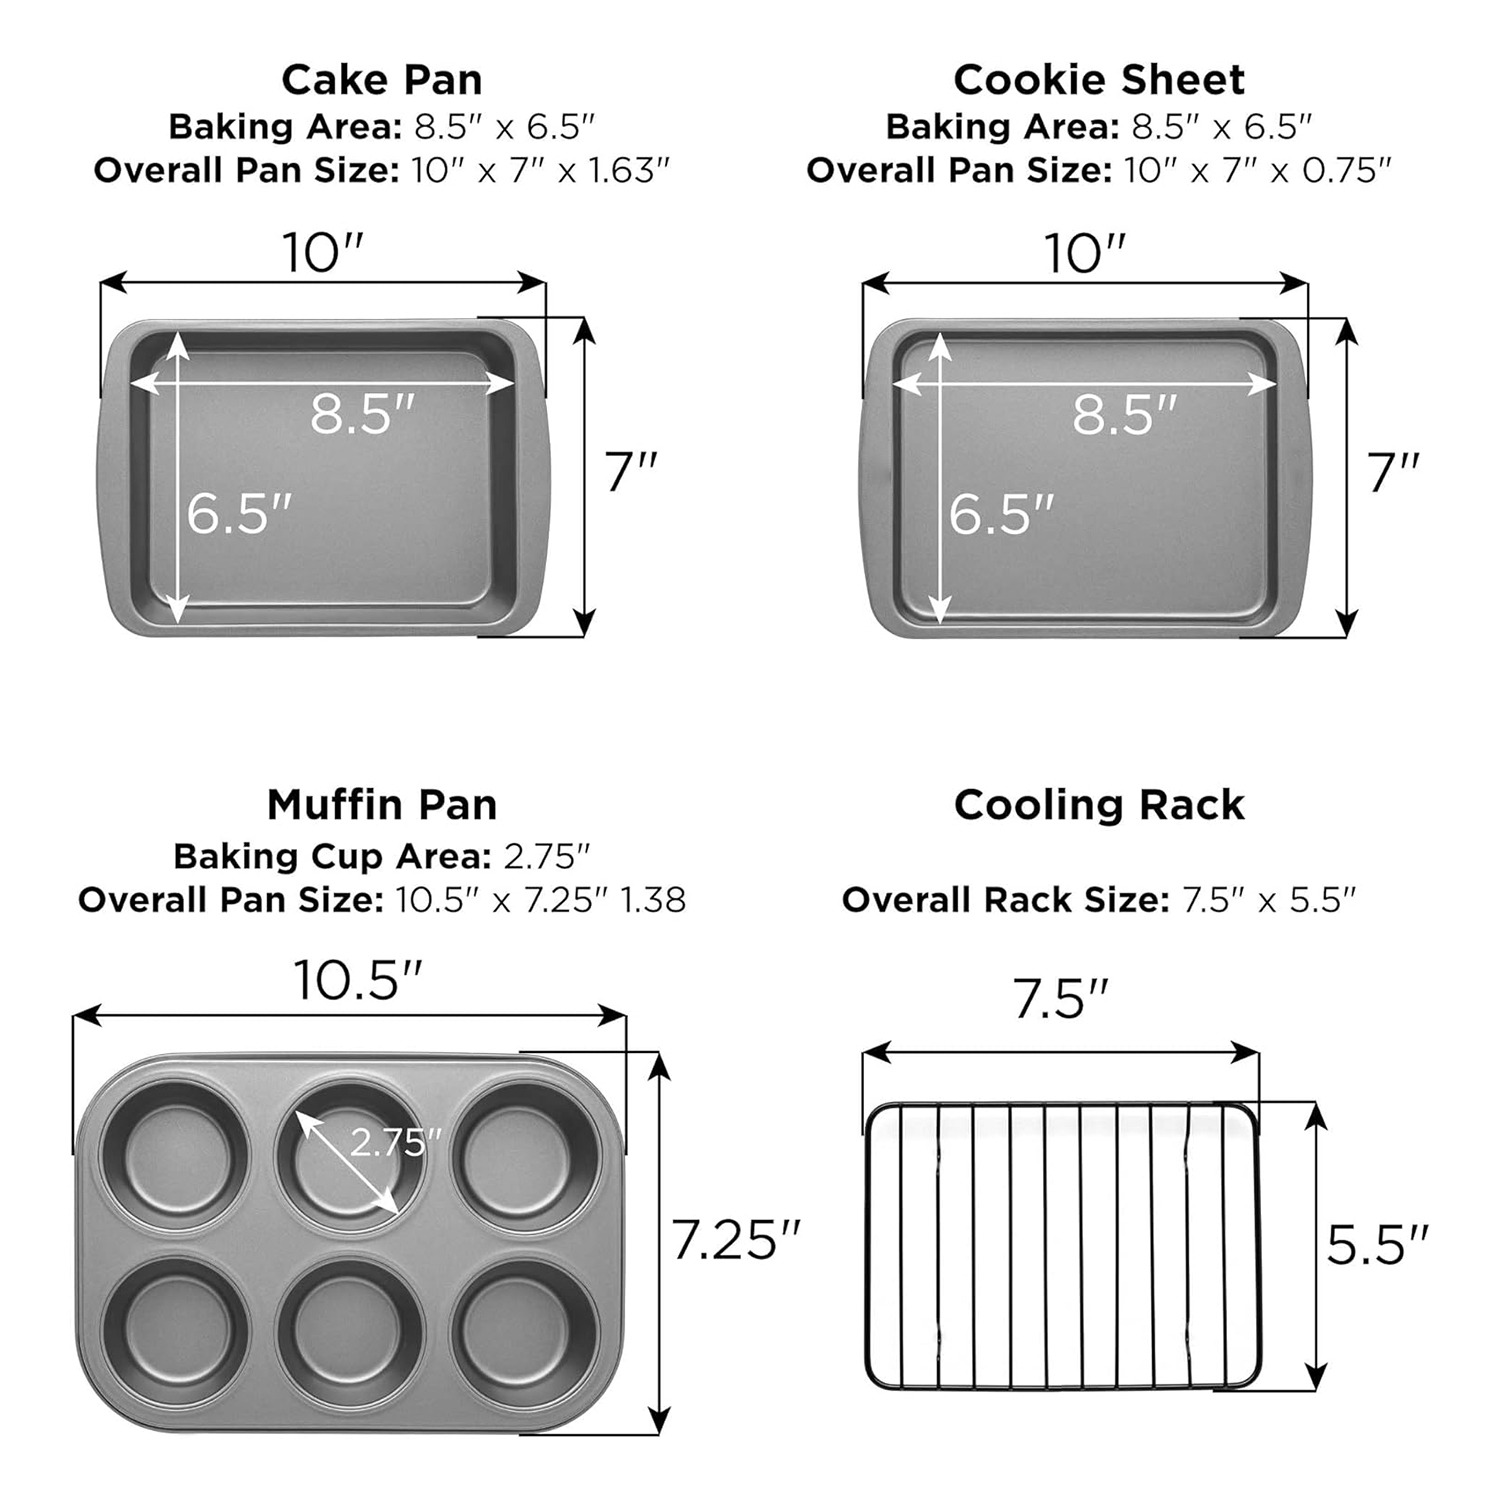 Cake Pan
Baking Area: 8.5" x 6.5"
Overall Pan Size: 10" x 7" x 1.63"
10"
8.5"
6.5"
7"
Cookie Sheet
Baking Area: 8.5" x 6.5"
Overall Pan Size: 10" x 7" x 0.75"
10"
8.5"
6.5"
7"
Muffin Pan
Baking Cup Area: 2.75"
Overall Pan Size: 10.5" x 7.25" 1.38
10.5"
2.75"
7.25"
Cooling Rack
Overall Rack Size: 7.5" x 5.5"
7.5"
5.5"